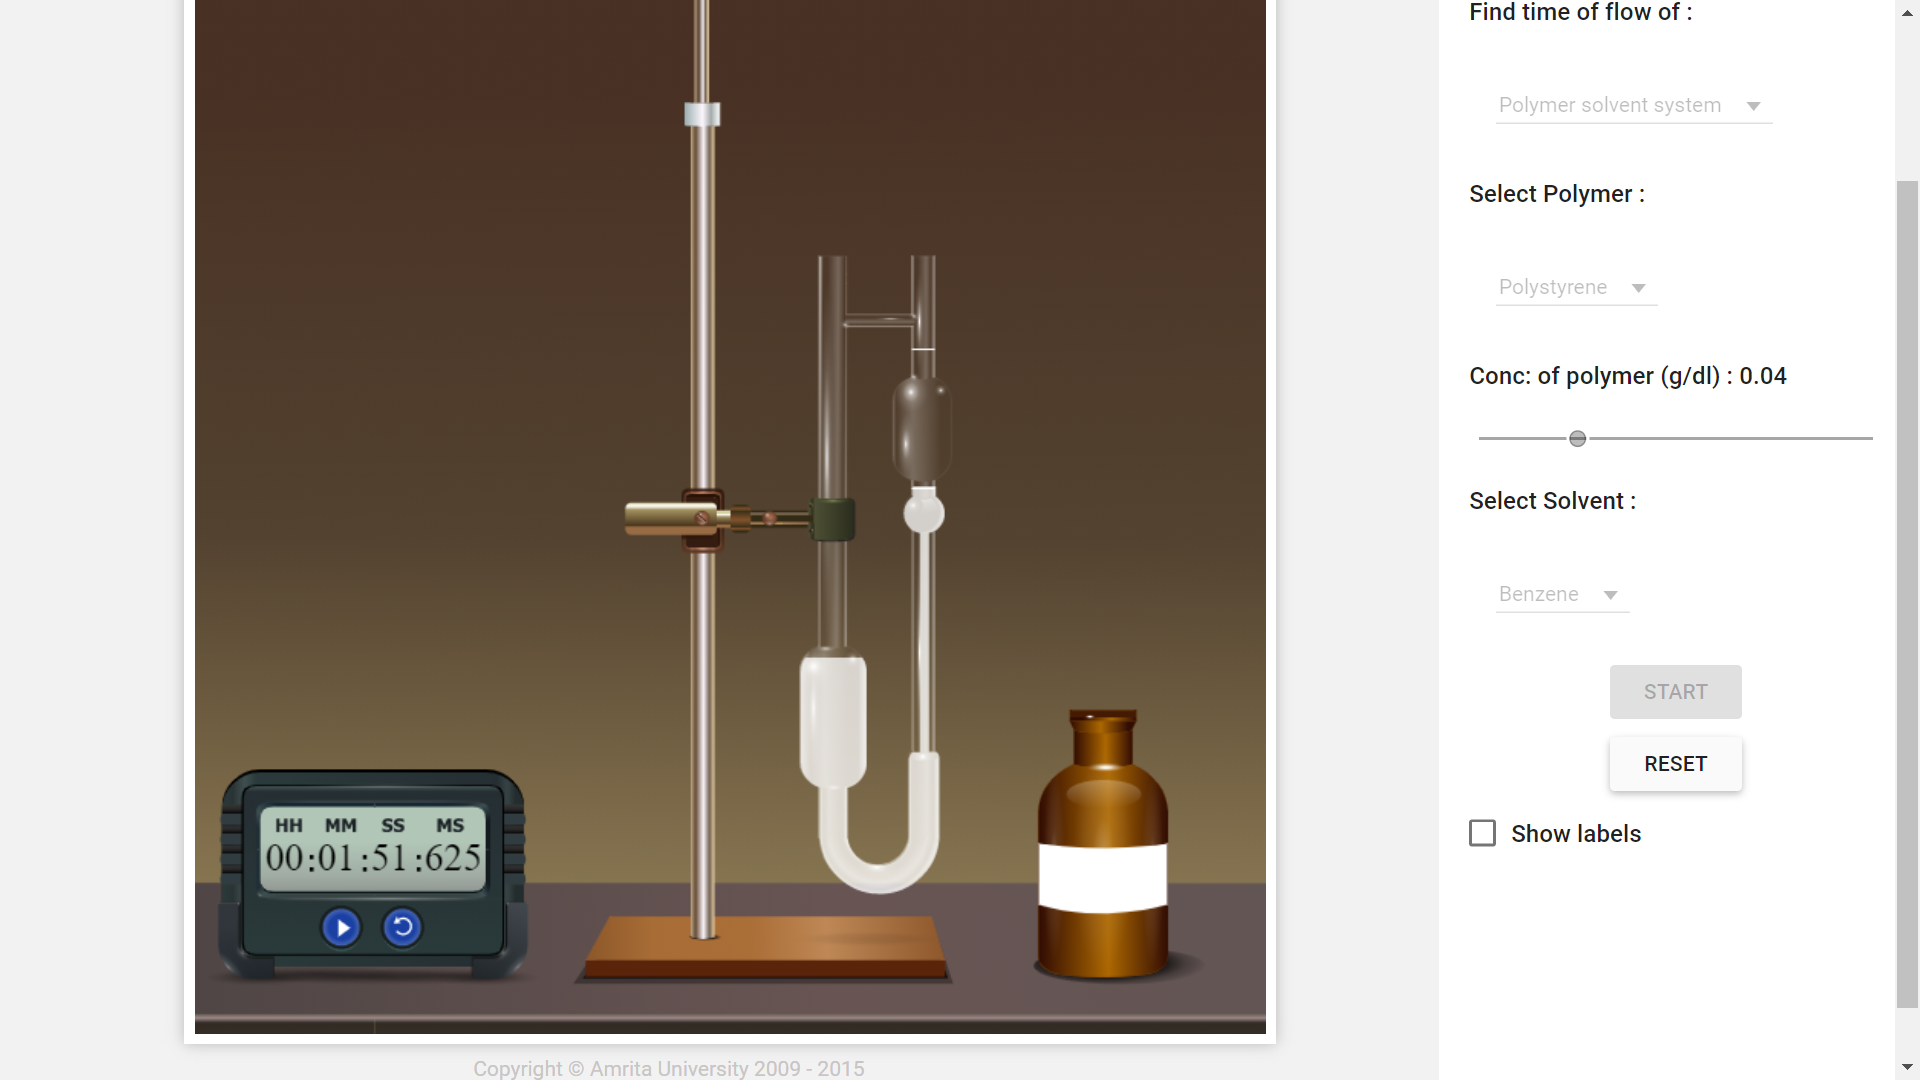 Find time of flow of :
Polymer solvent system
Select Polymer :
Polystyrene
Conc: of polymer (g/dl) : 0.04
Select Solvent :
Benzene
START
RESET
Show labels
HH MM SS MS
00:01:51:625
Copyright © Amrita University 2009 - 2015